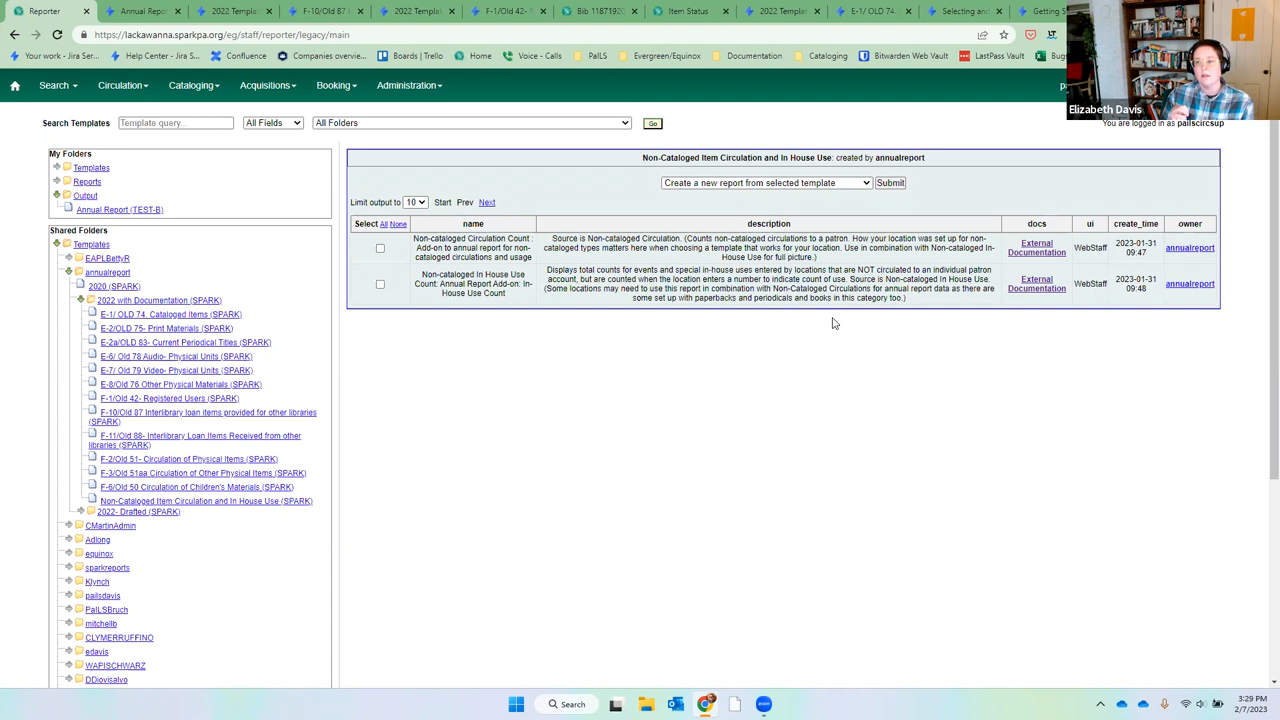 report)
Report (
2022 Templat
F-10/Old 87 I
2022 Templat
F-1/Old 42- R
Bib 11871926
Item Status
2022 Templat
E-1/ OLD 74.
Selecting and
Getting S
https://lackawanna.sparkpa.org/eg/staff/reporter/legacy/main
Your work - Jira Ser...
Help Center - Jira S...
Confluence
Companies overvie...
Boards | Trello
Home
Voice - Calls
PaILS
Evergreen/Equinox
Documentation
Cataloging
Bitwarden Web Vault
LastPass Vault
Bugs
Search
Circulation
Cataloging
Acquisitions
Booking
Administration
Elizabeth Davis
Search Templates
Template query...
All Fields
All Folders
Go
You are logged in as pailscircsup
My Folders
Templates
Reports
Output
Annual Report (TEST-B)
Shared Folders
Templates
EAPLBettyR
annualreport
2020 (SPARK)
2022 with Documentation (SPARK)
E-1/ OLD 74. Cataloged Items (SPARK)
E-2/OLD 75- Print Materials (SPARK)
E-2a/OLD 83- Current Periodical Titles (SPARK)
E-6/ Old 78 Audio- Physical Units (SPARK)
E-7/ Old 79 Video- Physical Units (SPARK)
E-8/Old 76 Other Physical Materials (SPARK)
F-1/Old 42- Registered Users (SPARK)
F-10/Old 87 Interlibrary loan items provided for other libraries
(SPARK)
F-11/Old 88- Interlibrary Loan Items Received from other
libraries (SPARK)
F-2/Old 51- Circulation of Physical Items (SPARK)
F-3/Old 51aa Circulation of Other Physical Items (SPARK)
F-6/Old 50 Circulation of Children's Materials (SPARK)
Non-Cataloged Item Circulation and In House Use (SPARK)
2022- Drafted (SPARK)
CMartinAdmin
Adlong
equinox
sparkreports
Klynch
pailsdavis
PaILSBruch
mitchellb
CLYMERRUFFINO
edavis
WAPISCHWARZ
DDiovisalvo
Non-Cataloged Item Circulation and In House Use: created by annualreport
Create a new report from selected template
Submit
Limit output to 10 Start Prev Next
Select All None name description docs ui create_time owner
Non-cataloged Circulation Count :
Add-on to annual report for non-
cataloged circulations and usage
Source is Non-Cataloged Circulation. (Counts non-cataloged circulations to a patron. How your location was set up for non-
cataloged types matters here when choosing a template that works for your location. Use in combination with Non-Cataloged In-
House Use for full picture.)
External
Documentation
WebStaff
2023-01-31
09:47
annualreport
Non-cataloged In House Use
Count: Annual Report Add-on: In-
House Use Count
Displays total counts for events and special in-house uses entered by locations that are NOT circulated to an individual patron
account, but are counted when the location enters a number to indicate count of use. Source is Non-Cataloged In-House Use.
(Some locations may need to use this report in combination with Non-Cataloged Circulations for annual report data as there are
some set up with paperbacks and periodicals and books in this category too.)
External
Documentation
WebStaff
2023-01-31
09:48
annualreport
Search
3:29 PM
2/7/2023